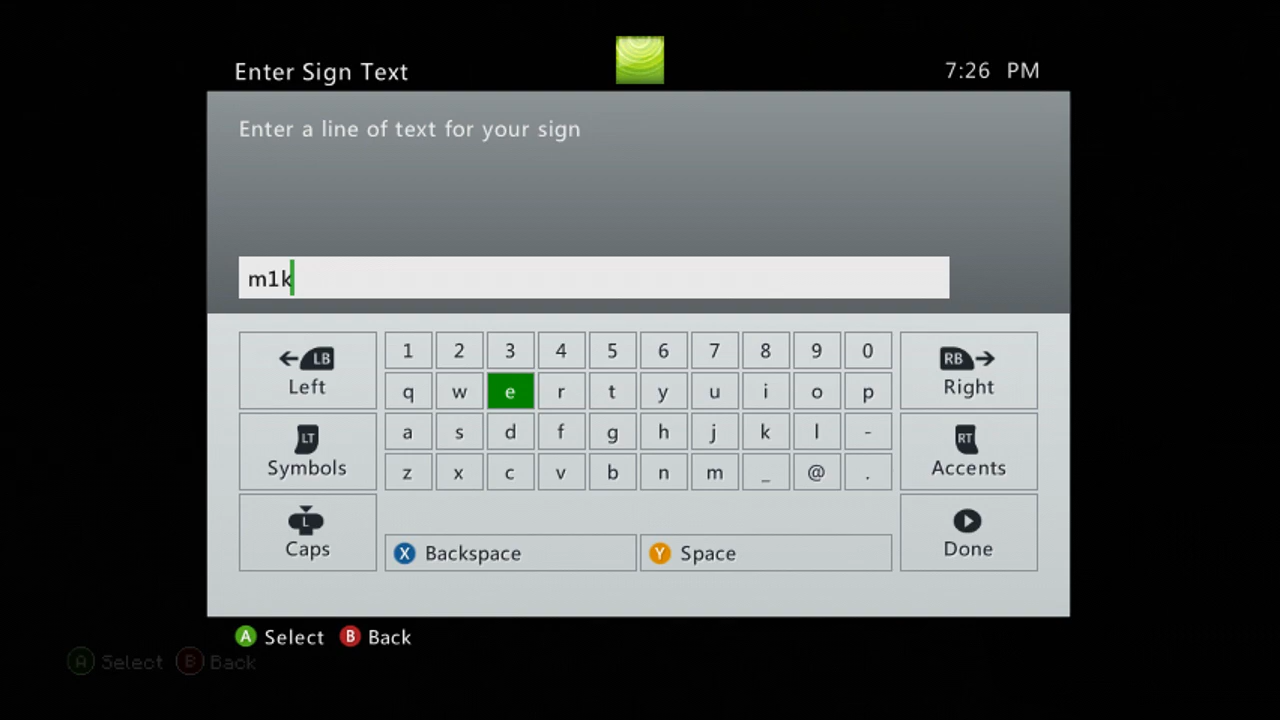 Enter Sign Text
7:26 PM
Enter a line of text for your sign
m1k
LB
Left
1 2 3 4 5 6 7 8 9 0
RB
Right
q w e r t y u i o p
LT
Symbols
a s d f g h j k l -
RT
Accents
z x c v b n m _ @ .
L
Caps
X Backspace
Y Space
Done
A Select B Back
A Select B Back